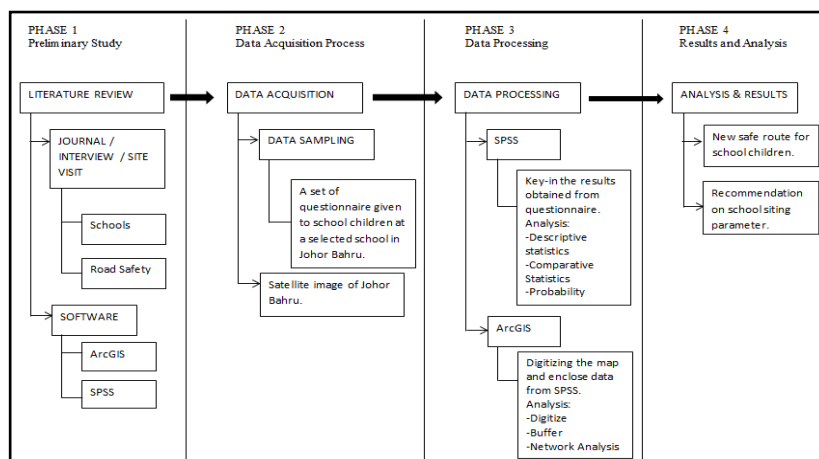 PHASE 1
Preliminary Study
LITERATURE REVIEW
JOURNAL /
INTERVIEW / SITE
VISIT
Schools
Road Safety
SOFTWARE
ArcGIS
SPSS
PHASE 2
Data Acquisition Process
DATA ACQUISITION
DATA SAMPLING
A set of
questionnaire given
to school children at
a selected school in
Johor Bahru.
Satellite image of Johor
Bahru.
PHASE 3
Data Processing
DATA PROCESSING
SPSS
Key-in the results
obtained from
questionnaire.
Analysis:
-Descriptive
statistics
-Comparative
Statistics
-Probability
ArcGIS
Digitizing the map
and enclose data
from SPSS.
Analysis:
-Digitize
-Buffer
-Network Analysis
PHASE 4
Results and Analysis
ANALYSIS & RESULTS
New safe route for
school children.
Recommendation
on school siting
parameter.